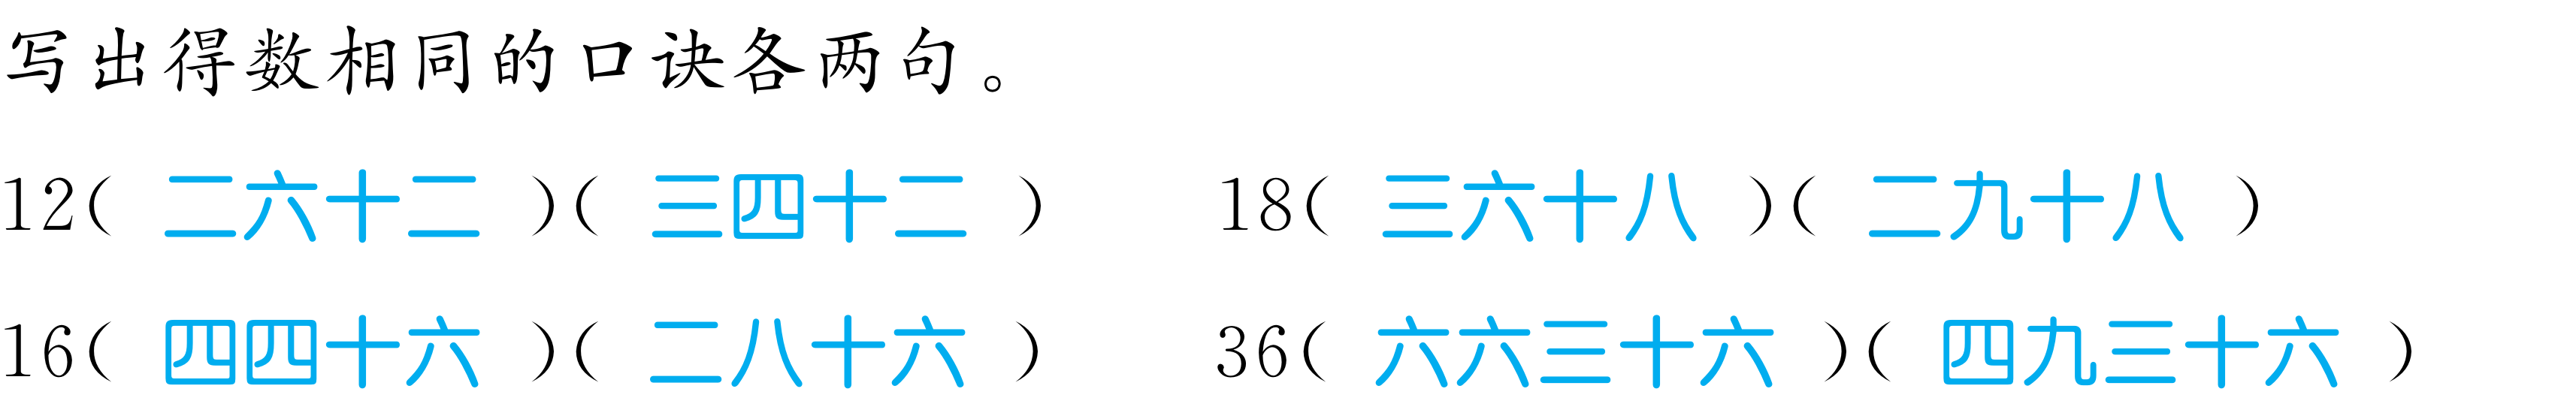 写出得数相同的口诀各两句。
12( 二六十二 )( 三四十二 ) 18( 三六十八 )( 二九十八 )
16( 四四十六 )( 二八十六 ) 36( 六六三十六 )( 四九三十六 )